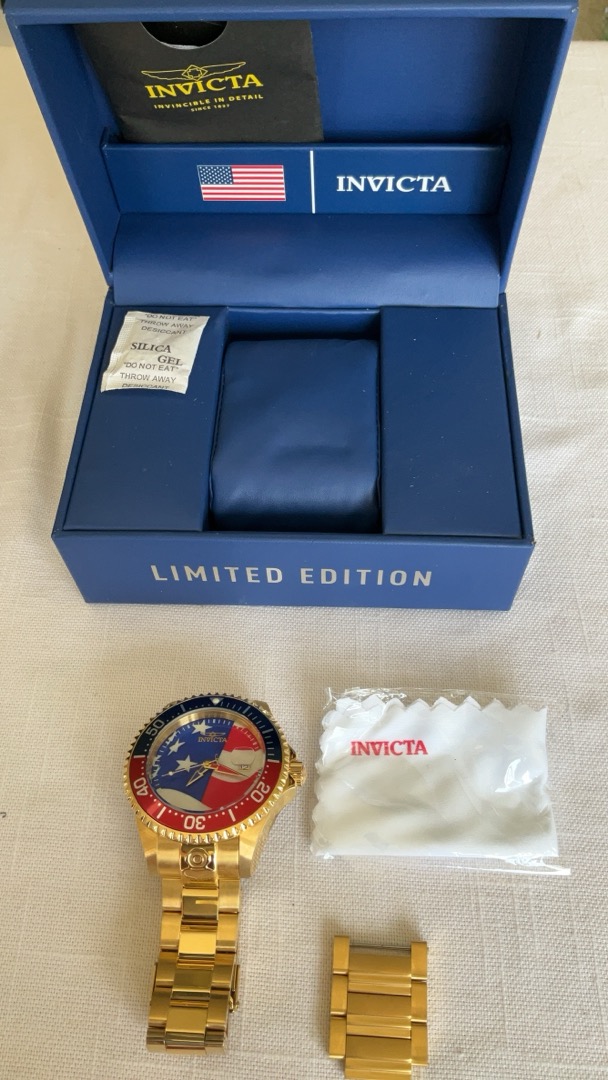 INVICTA
INVINCIBLE IN DETAIL
SINCE 1837
INVICTA
"DO NOT EAT"
THROW AWAY
DESICCANT
SILICA
GEL
"DO NOT EAT"
THROW AWAY
DESICCANT
LIMITED EDITION
50
INVICTA
40
30
20
INVICTA